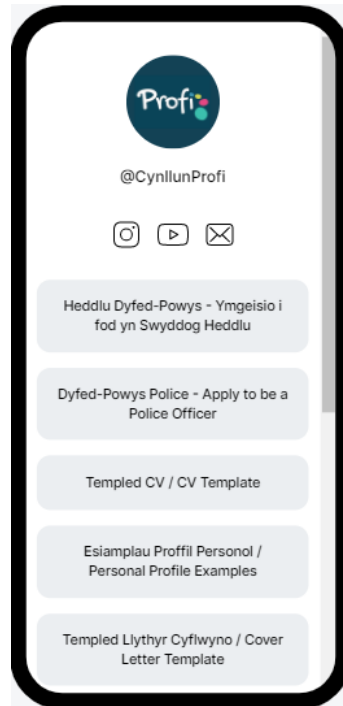 Profi
@CynllunProfi
Heddlu Dyfed-Powys - Ymgeisio i
fod yn Swyddog Heddlu
Dyfed-Powys Police - Apply to be a
Police Officer
Templed CV / CV Template
Esiamplau Proffil Personol /
Personal Profile Examples
Templed Llythyr Cyflwyno / Cover
Letter Template